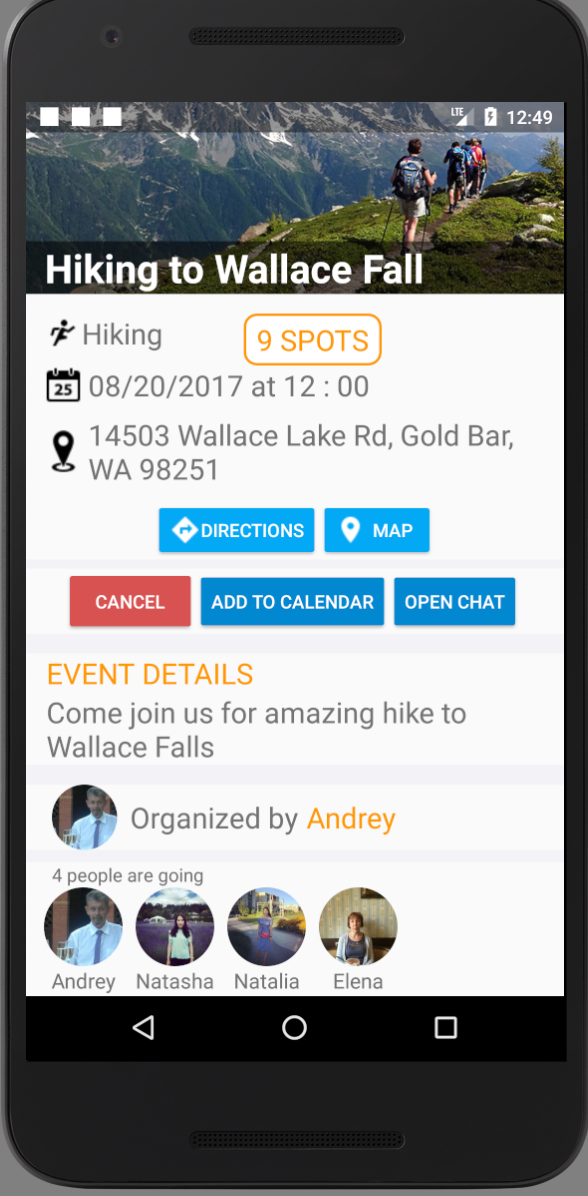 LTE 12:49
Hiking to Wallace Fall
Hiking
9 SPOTS
25
08/20/2017 at 12 : 00
14503 Wallace Lake Rd, Gold Bar,
WA 98251
DIRECTIONS
MAP
CANCEL
ADD TO CALENDAR
OPEN CHAT
EVENT DETAILS
Come join us for amazing hike to
Wallace Falls
Organized by Andrey
4 people are going
Andrey
Natasha
Natalia
Elena